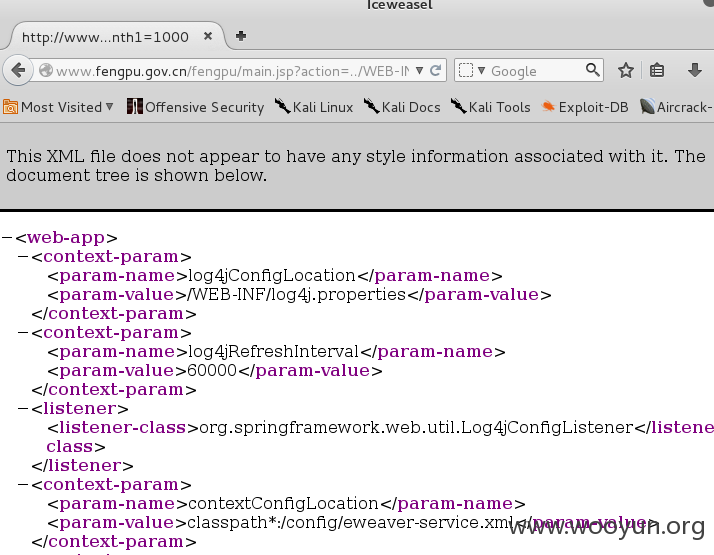 Iceweasel
http://www...nth1=1000
www.fengpu.gov.cn/fengpu/main.jsp?action=../WEB-IN
Google
Most Visited
Offensive Security
Kali Linux
Kali Docs
Kali Tools
Exploit-DB
Aircrack-
This XML file does not appear to have any style information associated with it. The
document tree is shown below.
−<web-app>
−<context-param>
<param-name>log4jConfigLocation</param-name>
<param-value>/WEB-INF/log4j.properties</param-value>
</context-param>
−<context-param>
<param-name>log4jRefreshInterval</param-name>
<param-value>60000</param-value>
</context-param>
−<listener>
<listener-class>org.springframework.web.util.Log4jConfigListener</listene
class>
</listener>
−<context-param>
<param-name>contextConfigLocation</param-name>
<param-value>classpath*:/config/eweaver-service.xml</param-value>
</context-param>
www.wooyun.org